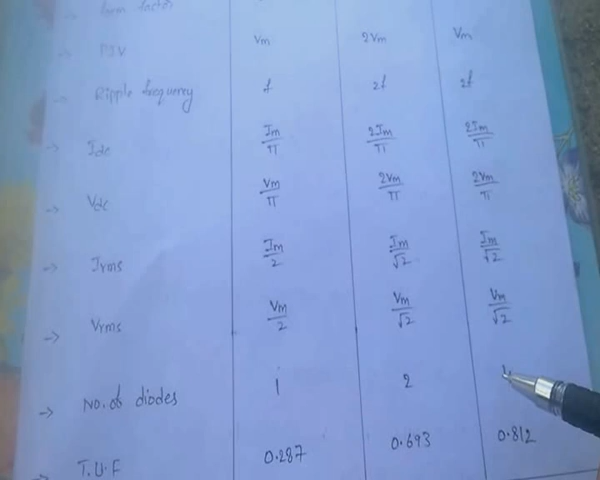 -> form factor
-> PIV Vm 2Vm Vm
-> Ripple frequency f 2f 2f
-> Idc Im/π 2Im/π 2Im/π
-> Vdc Vm/π 2Vm/π 2Vm/π
-> Irms Im/2 Im/√2 Im/√2
-> Vrms Vm/2 Vm/√2 Vm/√2
-> No. of diodes 1 2
-> T.U.F 0.287 0.693 0.812